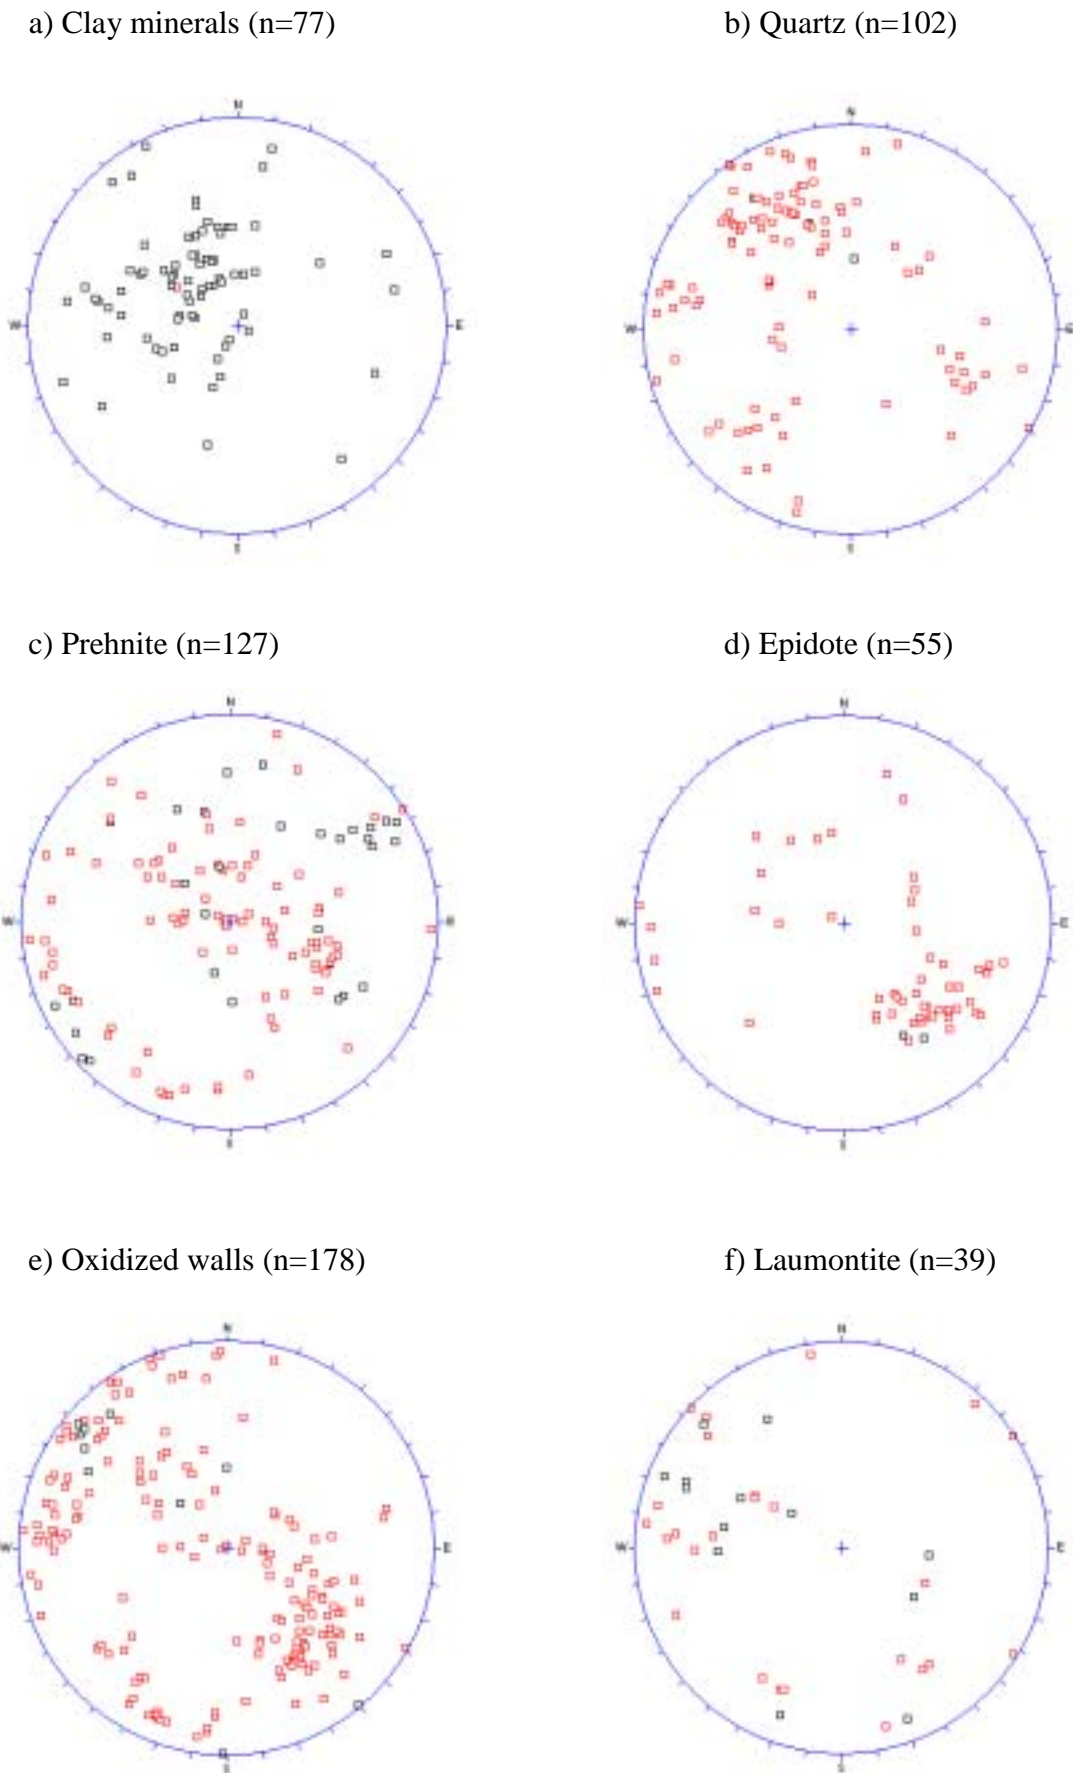 a) Clay minerals (n=77)
b) Quartz (n=102)
N
N
W
E
W
E
S
S
c) Prehnite (n=127)
d) Epidote (n=55)
N
N
W
E
W
E
S
S
e) Oxidized walls (n=178)
f) Laumontite (n=39)
N
N
W
E
W
E
S
S